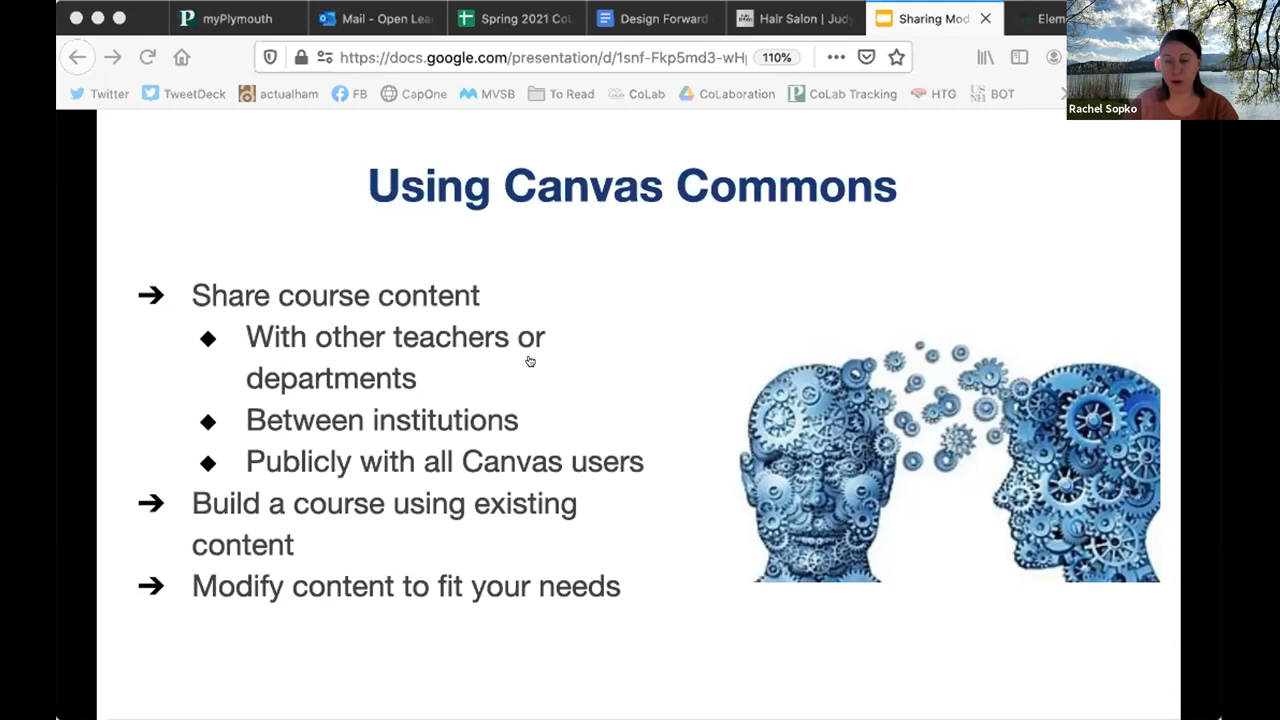 myPlymouth
Mail - Open Lea
Spring 2021 CoL
Design Forward
Hair Salon | Judy
Sharing Mod
Elem
https://docs.google.com/presentation/d/1snf-Fkp5md3-wH
110%
Twitter
TweetDeck
actualham
FB
CapOne
MVSB
To Read
CoLab
CoLaboration
CoLab Tracking
HTG
BOT
Rachel Sopko
Using Canvas Commons
➔ Share course content
◆ With other teachers or
departments
◆ Between institutions
◆ Publicly with all Canvas users
➔ Build a course using existing
content
➔ Modify content to fit your needs